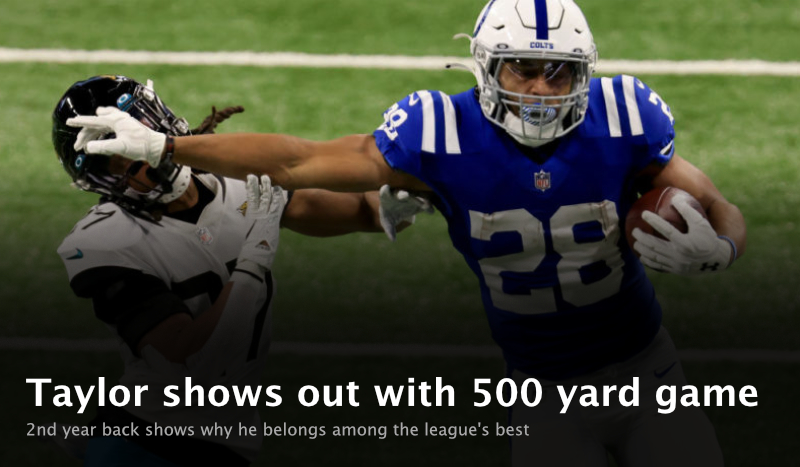 COLTS
28
28
Taylor shows out with 500 yard game
2nd year back shows why he belongs among the league's best